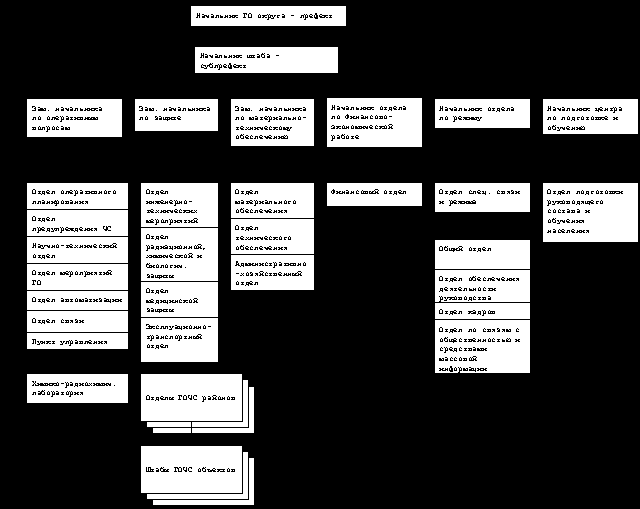 Начальник ГО округа - префект
Начальник штаба -
субпрефект
Зам. начальника
по оперативным
вопросам
Зам. начальника
по защите
Зам. начальника
по материально-
техническому
обеспечению
Начальник отдела
по Финансово-
экономической
работе
Начальник отдела
по режиму
Начальник центра
по подготовке и
обучению
Отдел оперативного
планирования
Отдел
предупреждения ЧС
Научно-технический
отдел
Отдел мероприятий
ГО
Отдел автоматизации
Отдел связи
Пункт управления
Химико-радиохим.
лаборатория
Отдел
инженерно-
технических
мероприятий
Отдел
радиационной,
химической и
биологич.
защиты
Отдел
медицинской
защиты
Эксплуационно-
транспортный
отдел
Отделы ГОЧС районов
Штабы ГОЧС объектов
Отдел
материального
обеспечения
Отдел
технического
обеспечения
Административно
-хозяйственный
отдел
Финансовый отдел
Отдел спец. связи
и режима
Общий отдел
Отдел обеспечения
деятельности
руководства
Отдел кадров
Отдел по связям с
общественностью и
средствами
массовой
информации
Отдел подготовки
руководящего
состава и
обучения
населения